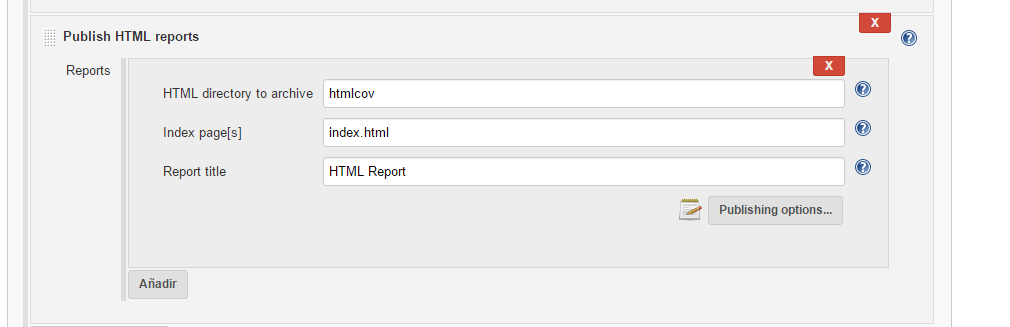 X
Publish HTML reports
Reports
X
HTML directory to archive htmlcov
Index page[s] index.html
Report title HTML Report
Publishing options...
Añadir